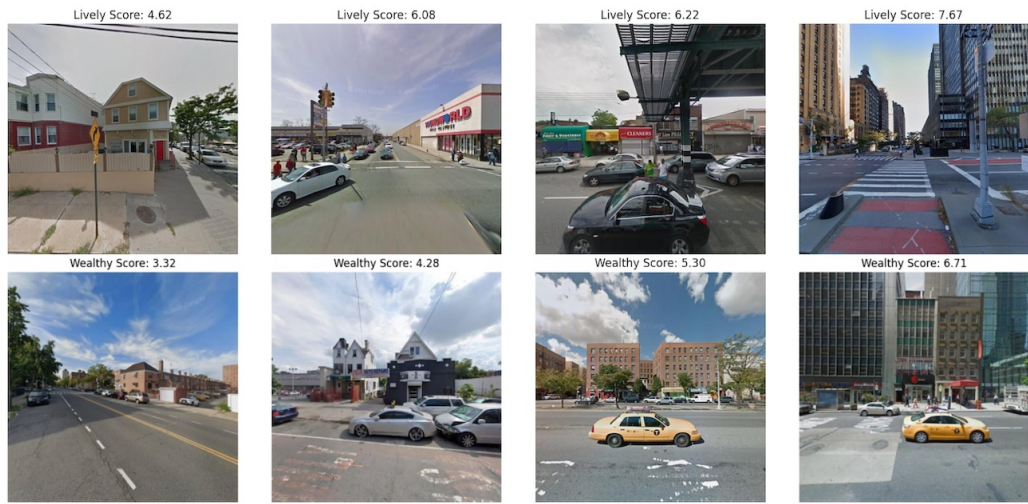 Lively Score: 4.62
Lively Score: 6.08
Lively Score: 6.22
Lively Score: 7.67
CLEANERS
Wealthy Score: 3.32
Wealthy Score: 4.28
Wealthy Score: 5.30
Wealthy Score: 6.71